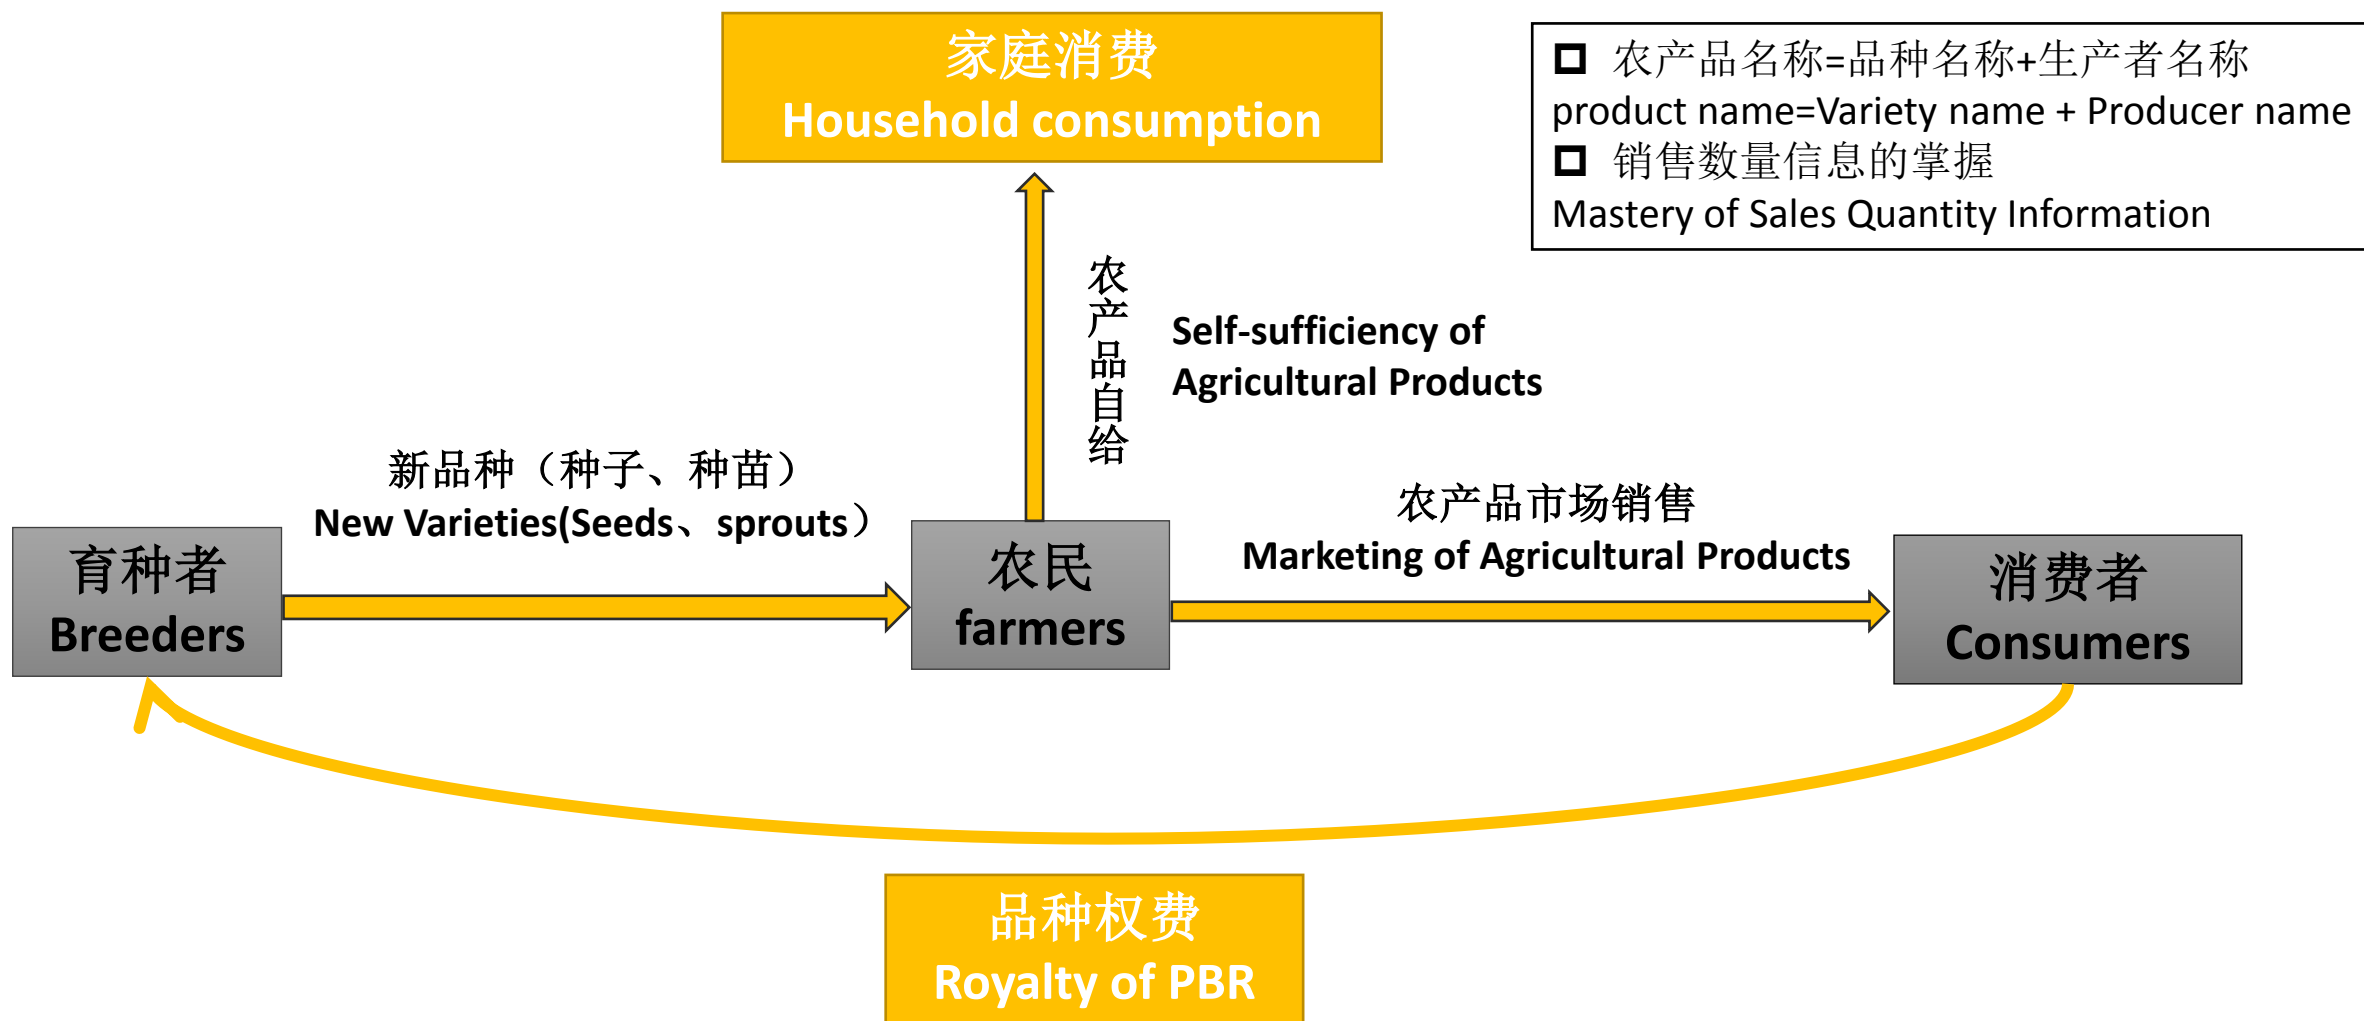 家庭消费
Household consumption
农产品名称=品种名称+生产者名称
product name=Variety name + Producer name
销售数量信息的掌握
Mastery of Sales Quantity Information
农产品自给
Self-sufficiency of
Agricultural Products
新品种（种子、种苗）
New Varieties(Seeds、sprouts）
农产品市场销售
Marketing of Agricultural Products
育种者
Breeders
农民
farmers
消费者
Consumers
品种权费
Royalty of PBR